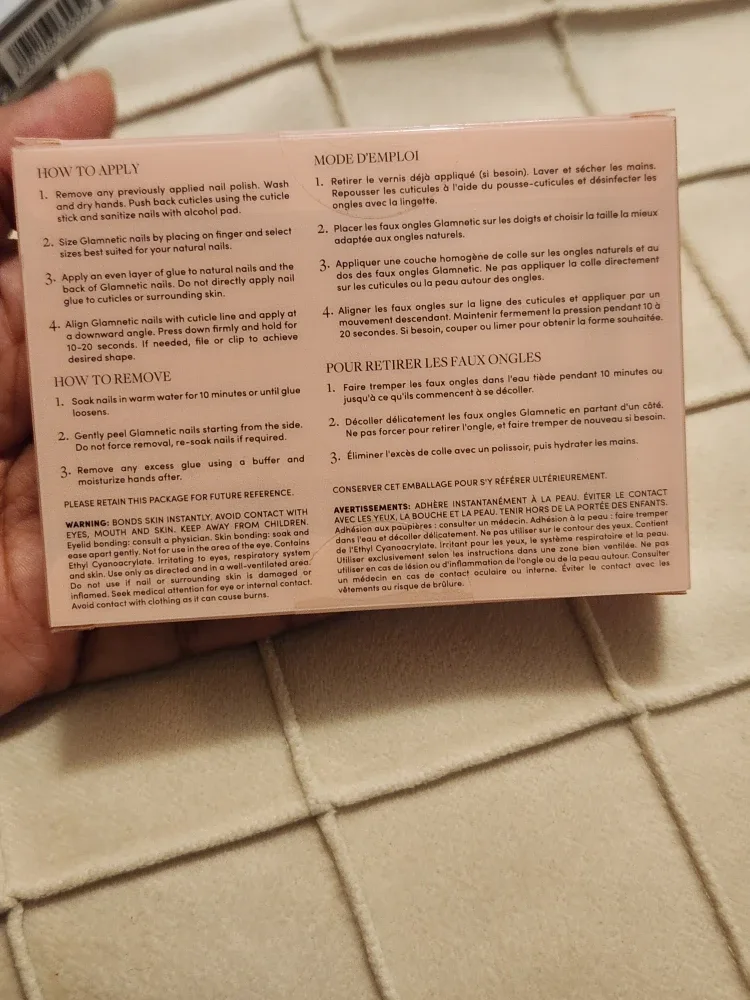 HOW TO APPLY
1. Remove any previously applied nail polish. Wash
and dry hands. Push back cuticles using the cuticle
stick and sanitize nails with alcohol pad.
2. Size Glamnetic nails by placing on finger and select
sizes best suited for your natural nails.
3. Apply an even layer of glue to natural nails and the
back of Glamnetic nails. Do not directly apply nail
glue to cuticles or surrounding skin.
4. Align Glamnetic nails with cuticle line and apply at
a downward angle. Press down firmly and hold for
10-20 seconds. If needed, file or clip to achieve
desired shape.
HOW TO REMOVE
1. Soak nails in warm water for 10 minutes or until glue
loosens.
2. Gently peel Glamnetic nails starting from the side.
Do not force removal, re-soak nails if required.
3. Remove any excess glue using a buffer and
moisturize hands after.
PLEASE RETAIN THIS PACKAGE FOR FUTURE REFERENCE.
WARNING: BONDS SKIN INSTANTLY. AVOID CONTACT WITH
EYES, MOUTH AND SKIN. KEEP AWAY FROM CHILDREN.
Eyelid bonding: consult a physician. Skin bonding: soak and
ease apart gently. Not for use in the area of the eye. Contains
Ethyl Cyanoacrylate. Irritating to eyes, respiratory system
and skin. Use only as directed and in a well-ventilated area.
Do not use if nail or surrounding skin is damaged or
inflamed. Seek medical attention for eye or internal contact.
Avoid contact with clothing as it can cause burns.
MODE D'EMPLOI
1. Retirer le vernis déjà appliqué (si besoin). Laver et sécher les mains.
Repousser les cuticules à l'aide du pousse-cuticules et désinfecter les
ongles avec la lingette.
2. Placer les faux ongles Glamnetic sur les doigts et choisir la taille la mieux
adaptée aux ongles naturels.
3. Appliquer une couche homogène de colle sur les ongles naturels et au
dos des faux ongles Glamnetic. Ne pas appliquer la colle directement
sur les cuticules ou la peau autour des ongles.
4. Aligner les faux ongles sur la ligne des cuticules et appliquer par un
mouvement descendant. Maintenir fermement la pression pendant 10 à
20 secondes. Si besoin, couper ou limer pour obtenir la forme souhaitée.
POUR RETIRER LES FAUX ONGLES
1. Faire tremper les faux ongles dans l'eau tiède pendant 10 minutes ou
jusqu'à ce qu'ils commencent à se décoller.
2. Décoller délicatement les faux ongles Glamnetic en partant d'un côté.
Ne pas forcer pour retirer l'ongle, et faire tremper de nouveau si besoin.
3. Éliminer l'excès de colle avec un polissoir, puis hydrater les mains.
CONSERVER CET EMBALLAGE POUR S'Y RÉFÉRER ULTÉRIEUREMENT.
AVERTISSEMENTS: ADHÈRE INSTANTANÉMENT À LA PEAU. ÉVITER LE CONTACT
AVEC LES YEUX, LA BOUCHE ET LA PEAU. TENIR HORS DE LA PORTÉE DES ENFANTS.
Adhésion aux paupières : consulter un médecin. Adhésion à la peau : faire tremper
dans l'eau et décoller délicatement. Ne pas utiliser sur le contour des yeux. Contient
de l'Ethyl Cyanoacrylate. Irritant pour les yeux, le système respiratoire et la peau.
Utiliser exclusivement selon les instructions dans une zone bien ventilée. Ne pas
utiliser en cas de lésion ou d'inflammation de l'ongle ou de la peau autour. Consulter
un médecin en cas de contact oculaire ou interne. Éviter le contact avec les
vêtements au risque de brûlure.